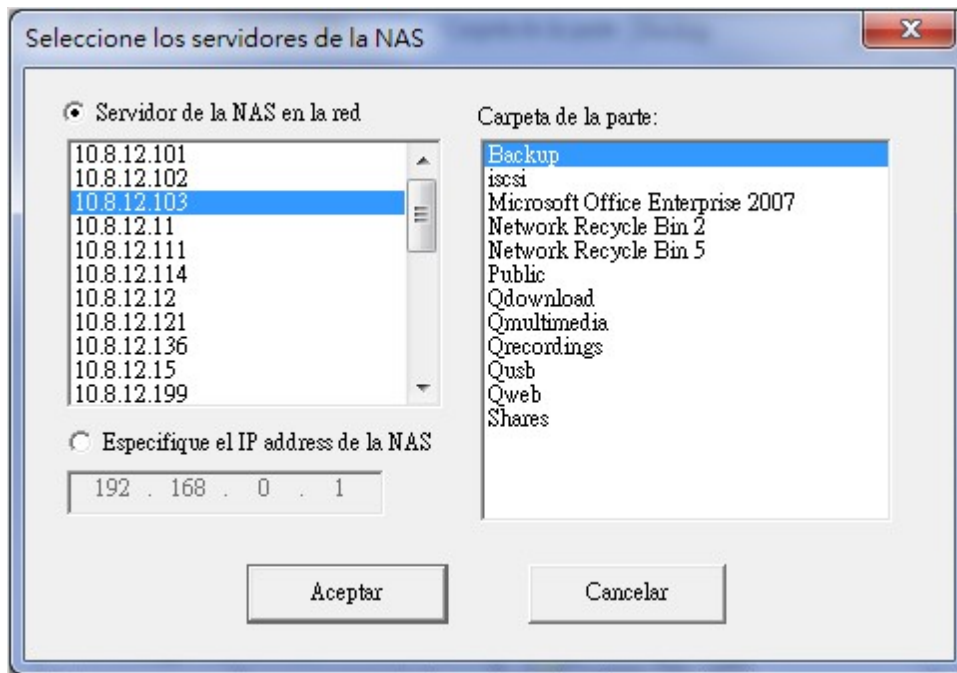 Seleccione los servidores de la NAS
Servidor de la NAS en la red
10.8.12.101
10.8.12.102
10.8.12.103
10.8.12.11
10.8.12.111
10.8.12.114
10.8.12.12
10.8.12.121
10.8.12.136
10.8.12.15
10.8.12.199
Especifique el IP address de la NAS
192 . 168 . 0 . 1
Carpeta de la parte:
Backup
iscsi
Microsoft Office Enterprise 2007
Network Recycle Bin 2
Network Recycle Bin 5
Public
Qdownload
Qmultimedia
Qrecordings
Qusb
Qweb
Shares
Aceptar
Cancelar